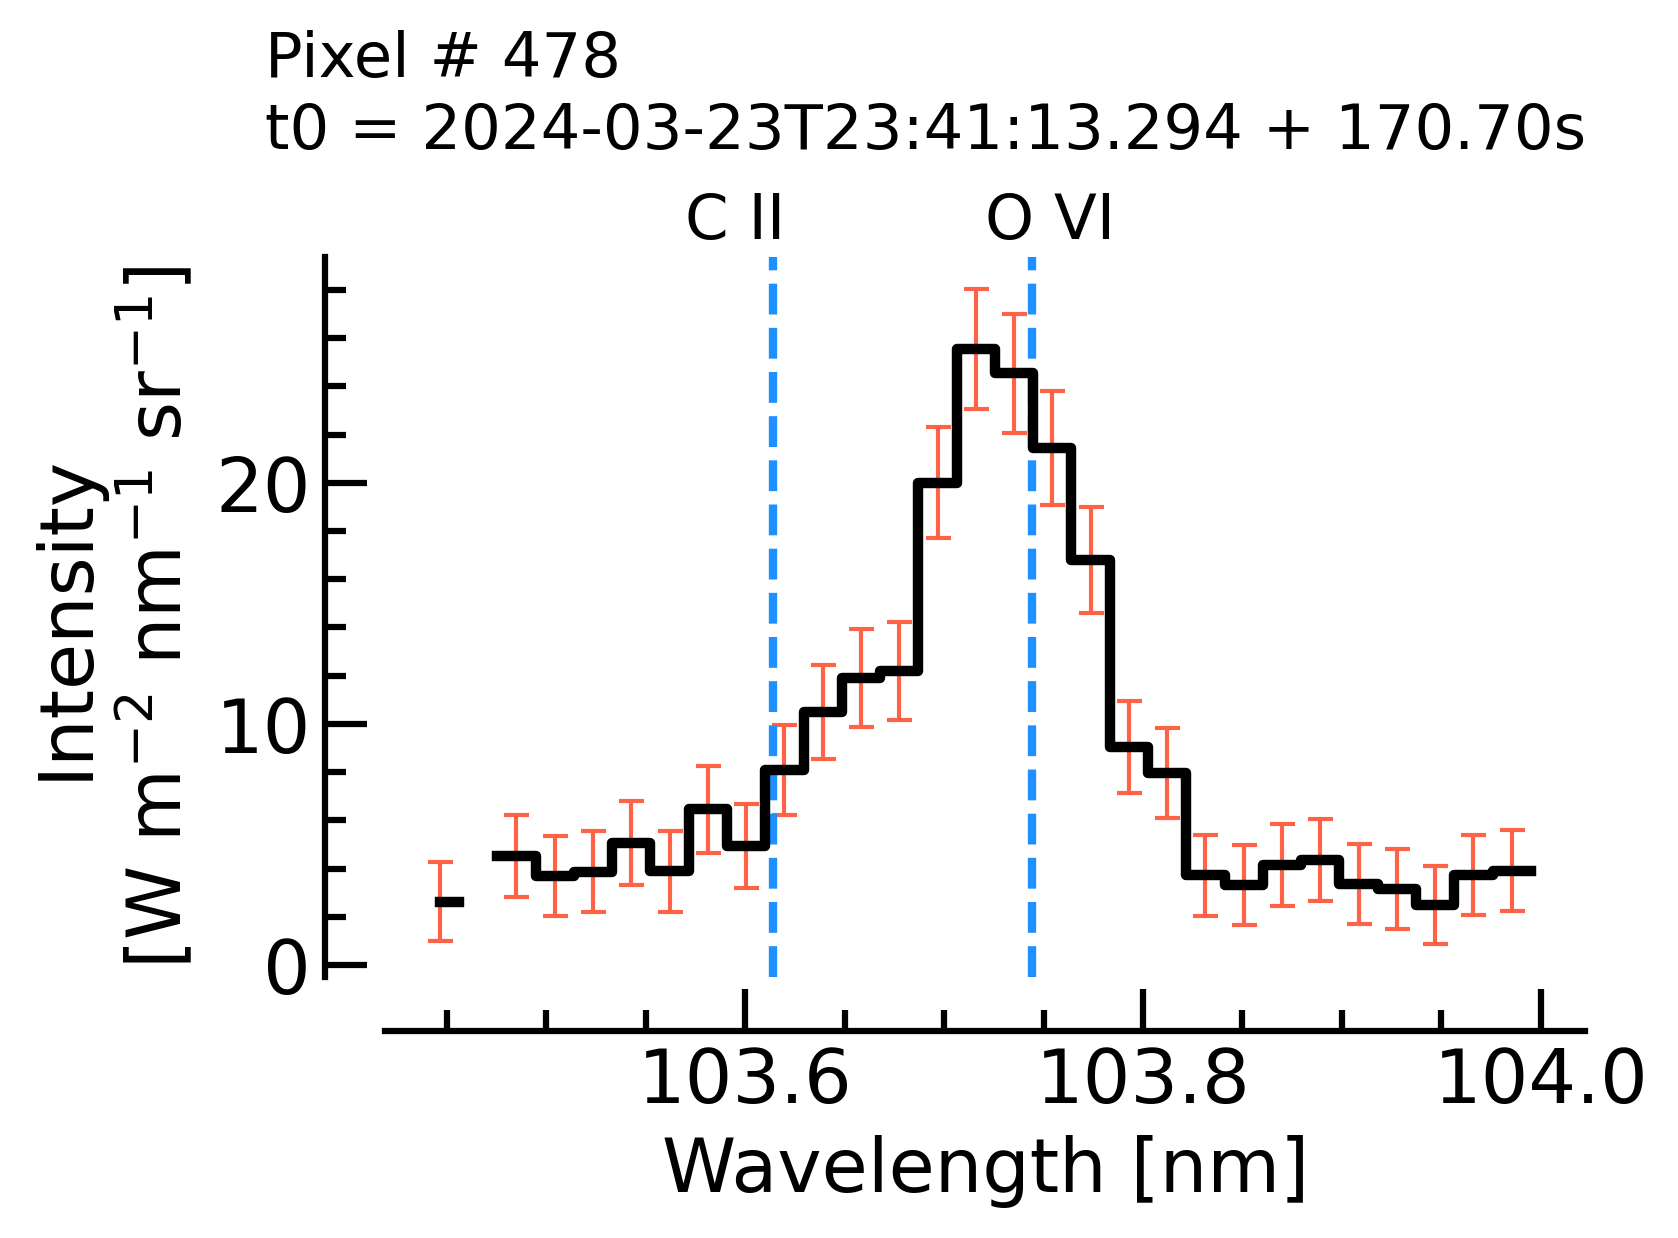 Pixel # 478
t0 = 2024-03-23T23:41:13.294 + 170.70s
C II O VI
Intensity
[W m⁻² nm⁻¹ sr⁻¹]
20
10
0
103.6 103.8 104.0
Wavelength [nm]